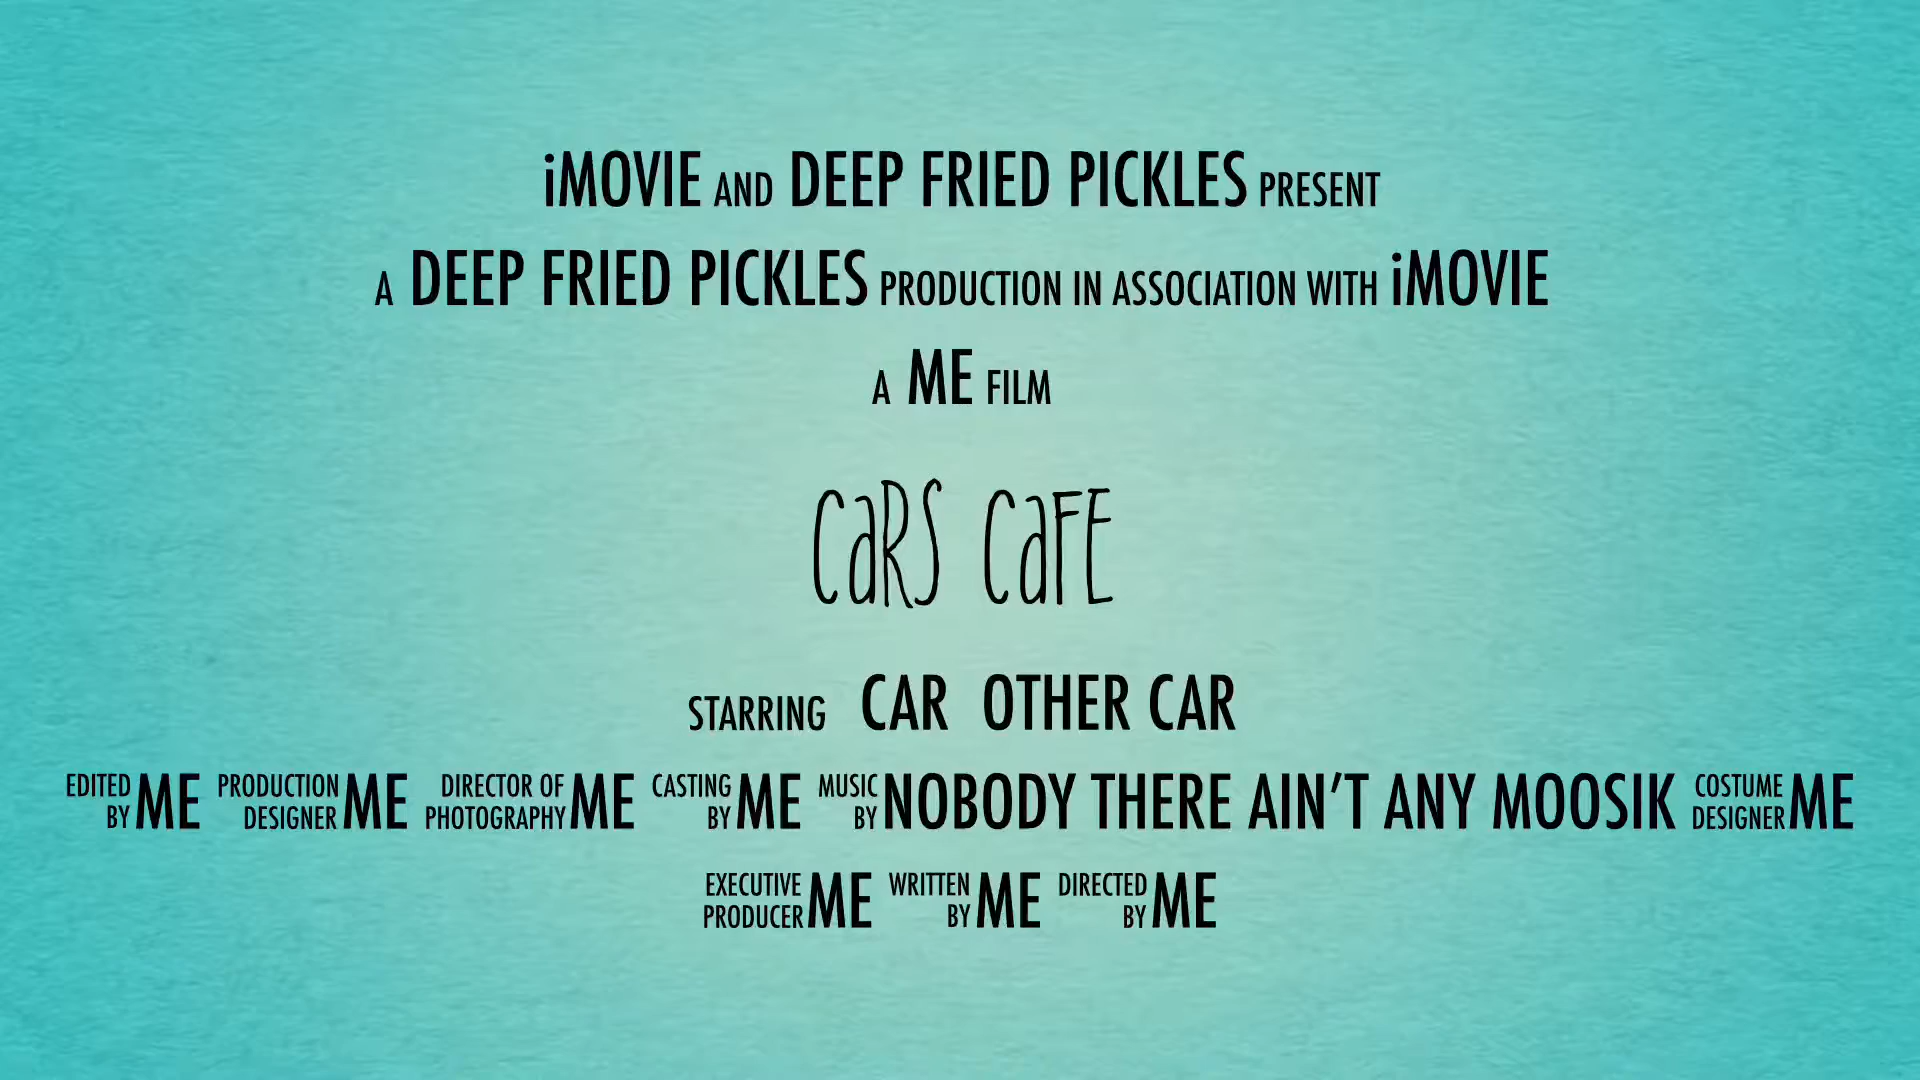 iMOVIE AND DEEP FRIED PICKLES PRESENT
A DEEP FRIED PICKLES PRODUCTION IN ASSOCIATION WITH iMOVIE
A ME FILM
CaRS CaFE
STARRING CAR OTHER CAR
EDITED BY ME PRODUCTION DESIGNER ME DIRECTOR OF PHOTOGRAPHY ME CASTING BY ME MUSIC BY NOBODY THERE AIN'T ANY MOOSIK COSTUME DESIGNER ME
EXECUTIVE PRODUCER ME WRITTEN BY ME DIRECTED BY ME